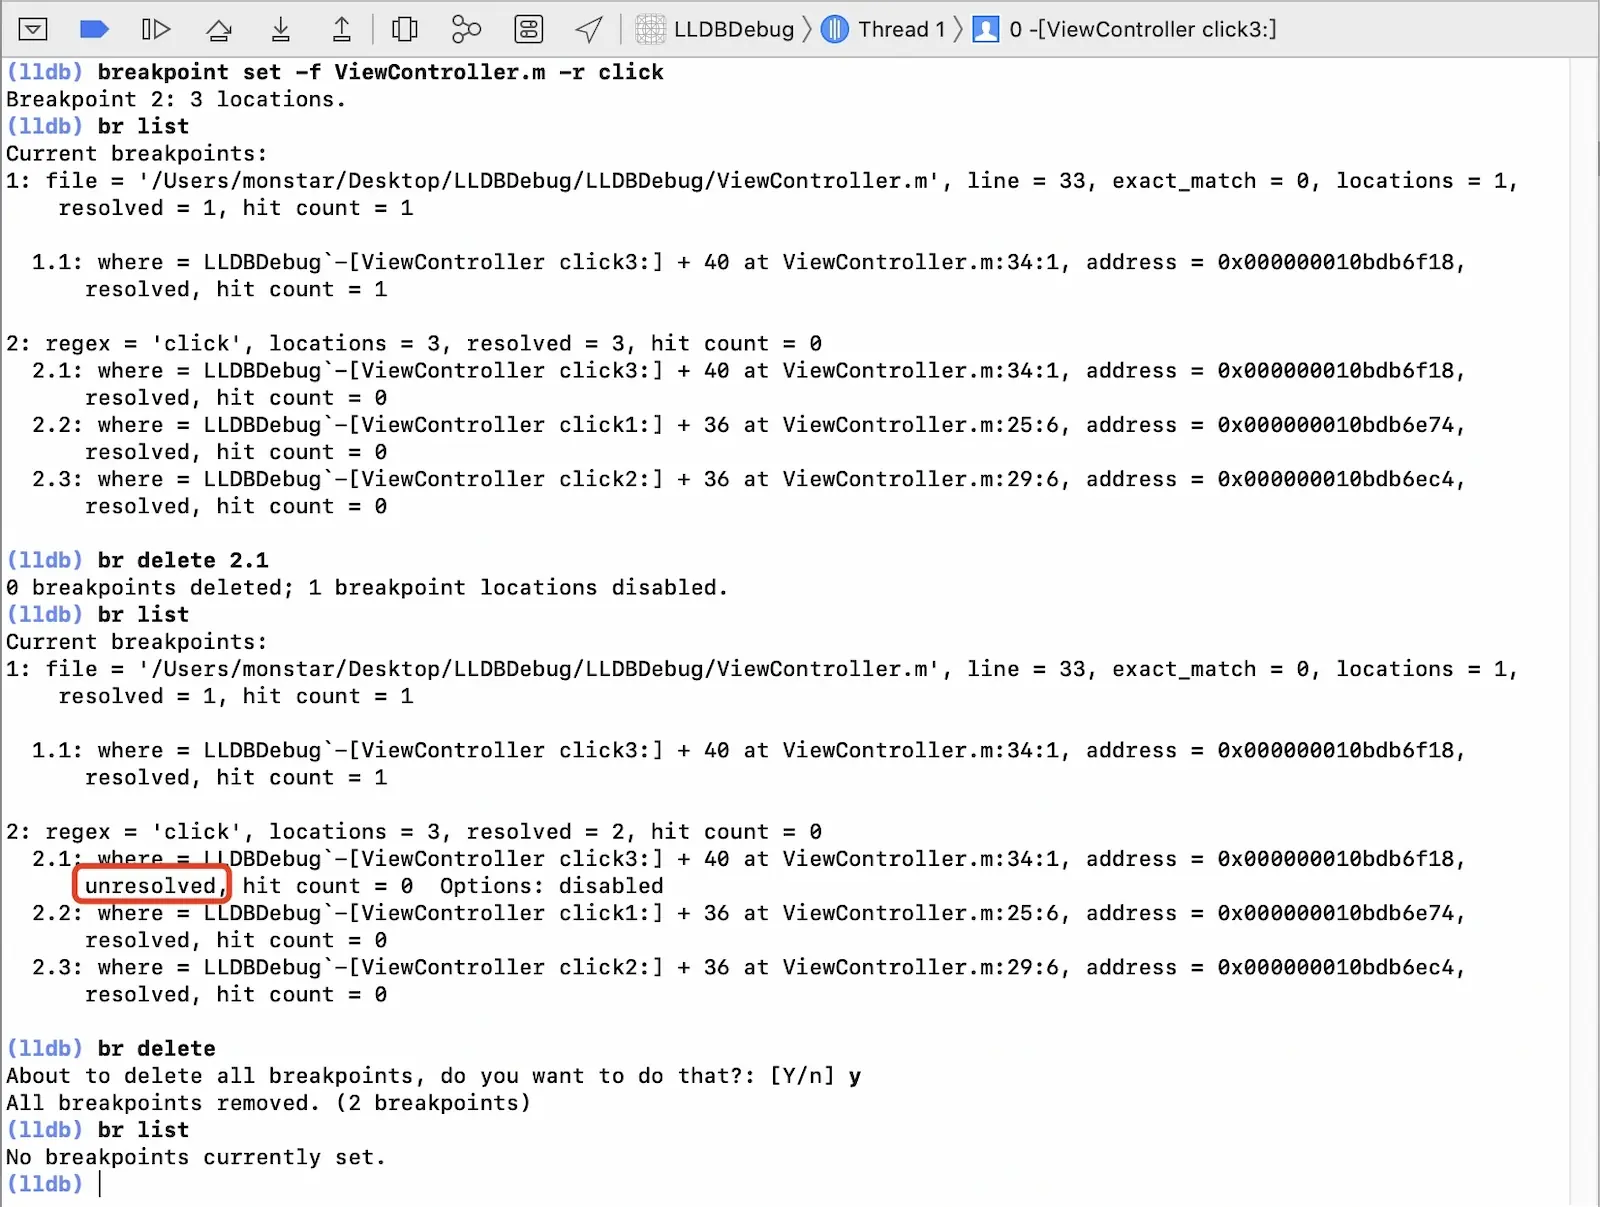 LLDBDebug 〉 Thread 1 〉 0 -[ViewController click3:]
(lldb) breakpoint set -f ViewController.m -r click
Breakpoint 2: 3 locations.
(lldb) br list
Current breakpoints:
1: file = '/Users/monstar/Desktop/LLDBDebug/LLDBDebug/ViewController.m', line = 33, exact_match = 0, locations = 1,
resolved = 1, hit count = 1
1.1: where = LLDBDebug`-[ViewController click3:] + 40 at ViewController.m:34:1, address = 0x000000010bdb6f18,
resolved, hit count = 1
2: regex = 'click', locations = 3, resolved = 3, hit count = 0
2.1: where = LLDBDebug`-[ViewController click3:] + 40 at ViewController.m:34:1, address = 0x000000010bdb6f18,
resolved, hit count = 0
2.2: where = LLDBDebug`-[ViewController click1:] + 36 at ViewController.m:25:6, address = 0x000000010bdb6e74,
resolved, hit count = 0
2.3: where = LLDBDebug`-[ViewController click2:] + 36 at ViewController.m:29:6, address = 0x000000010bdb6ec4,
resolved, hit count = 0
(lldb) br delete 2.1
0 breakpoints deleted; 1 breakpoint locations disabled.
(lldb) br list
Current breakpoints:
1: file = '/Users/monstar/Desktop/LLDBDebug/LLDBDebug/ViewController.m', line = 33, exact_match = 0, locations = 1,
resolved = 1, hit count = 1
1.1: where = LLDBDebug`-[ViewController click3:] + 40 at ViewController.m:34:1, address = 0x000000010bdb6f18,
resolved, hit count = 1
2: regex = 'click', locations = 3, resolved = 2, hit count = 0
2.1: where = LLDBDebug`-[ViewController click3:] + 40 at ViewController.m:34:1, address = 0x000000010bdb6f18,
unresolved, hit count = 0  Options: disabled
2.2: where = LLDBDebug`-[ViewController click1:] + 36 at ViewController.m:25:6, address = 0x000000010bdb6e74,
resolved, hit count = 0
2.3: where = LLDBDebug`-[ViewController click2:] + 36 at ViewController.m:29:6, address = 0x000000010bdb6ec4,
resolved, hit count = 0
(lldb) br delete
About to delete all breakpoints, do you want to do that?: [Y/n] y
All breakpoints removed. (2 breakpoints)
(lldb) br list
No breakpoints currently set.
(lldb)